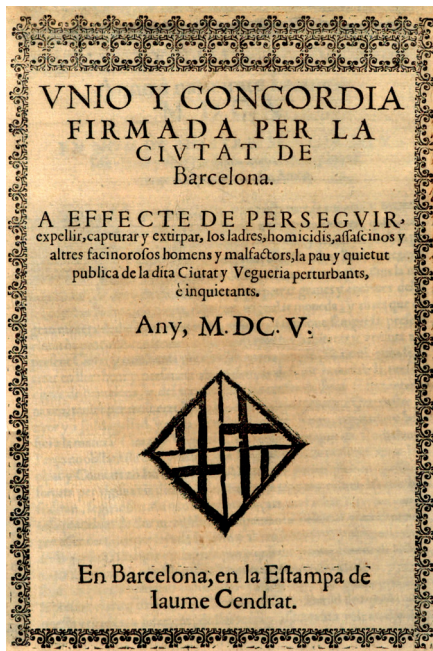 VNIO Y CONCORDIA
FIRMADA PER LA
CIVTAT DE
Barcelona.
A EFFECTE DE PERSEGVIR,
expellir, capturar y extirpar, los ladres, homicidis, aſſaſcinos y
altres facinoroſos homens y malfactors, la pau y quietut
publica de la dita Ciutat y Vegueria perturbants,
è inquietants.
Any, M. DC. V.
En Barcelona, en la Eſtampa de
Iaume Cendrat.